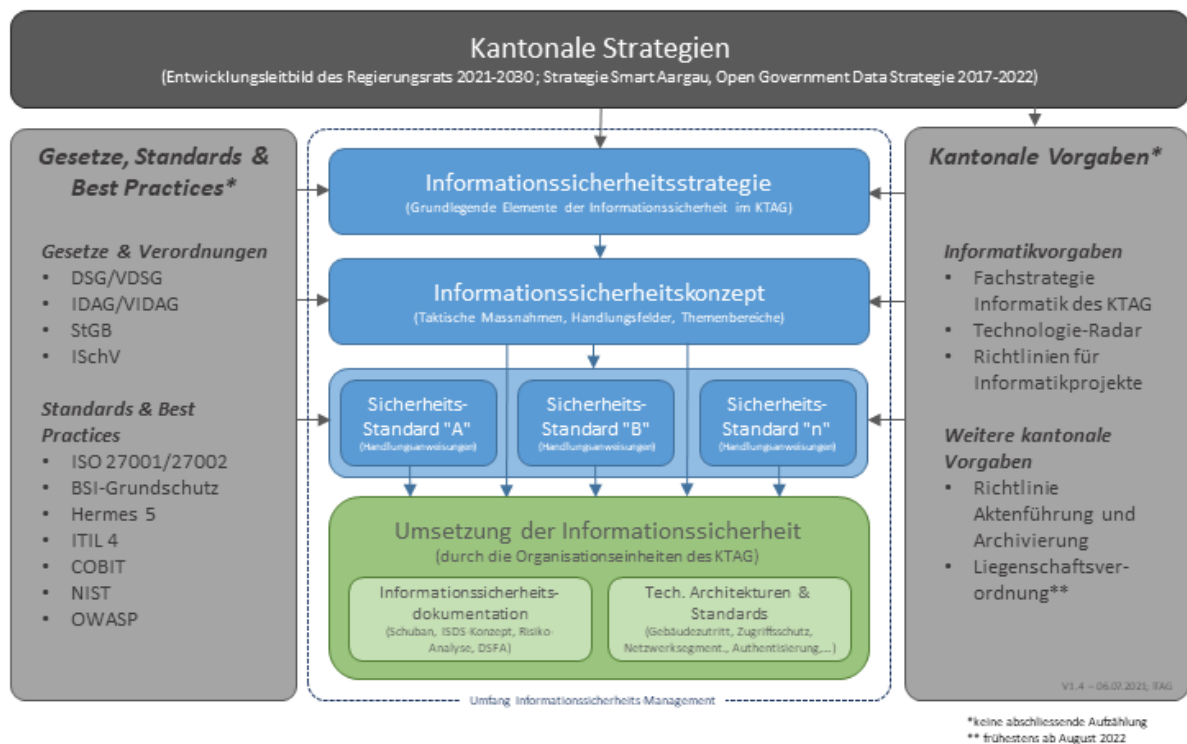 Kantonale Strategien
(Entwicklungsleitbild des Regierungsrats 2021-2030; Strategie Smart Aargau, Open Government Data Strategie 2017-2022)
Gesetze, Standards &
Best Practices*
Gesetze & Verordnungen
• DSG/VDSG
• IDAG/VIDAG
• StGB
• ISchV
Standards & Best
Practices
• ISO 27001/27002
• BSI-Grundschutz
• Hermes 5
• ITIL 4
• COBIT
• NIST
• OWASP
Informationssicherheitsstrategie
(Grundlegende Elemente der Informationssicherheit im KTAG)
Informationssicherheitskonzept
(Taktische Massnahmen, Handlungsfelder, Themenbereiche)
Sicherheits-
Standard "A"
(Handlungsanweisungen)
Sicherheits-
Standard "B"
(Handlungsanweisungen)
Sicherheits-
Standard "n"
(Handlungsanweisungen)
Umsetzung der Informationssicherheit
(durch die Organisationseinheiten des KTAG)
Informationssicherheits-
dokumentation
(Schuban, ISDS-Konzept, Risiko-
Analyse, DSFA)
Tech. Architekturen &
Standards
(Gebäudezutritt, Zugriffsschutz,
Netzwerksegment., Authentisierung,...)
Umfang Informationssicherheits Management
Kantonale Vorgaben*
Informatikvorgaben
• Fachstrategie
Informatik des KTAG
• Technologie-Radar
• Richtlinien für
Informatikprojekte
Weitere kantonale
Vorgaben
• Richtlinie
Aktenführung und
Archivierung
• Liegenschaftsver-
ordnung**
V1.4 – 06.07.2021; ITAG
*keine abschliessende Aufzählung
** frühestens ab August 2022